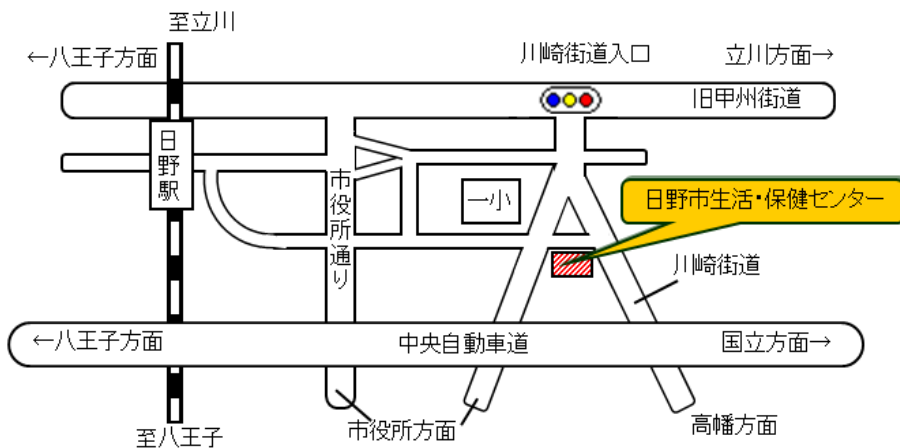 至立川
←八王子方面
川崎街道入口
立川方面→
旧甲州街道
日野駅
市役所通り
一小
日野市生活・保健センター
川崎街道
←八王子方面
中央自動車道
国立方面→
至八王子
市役所方面
高幡方面